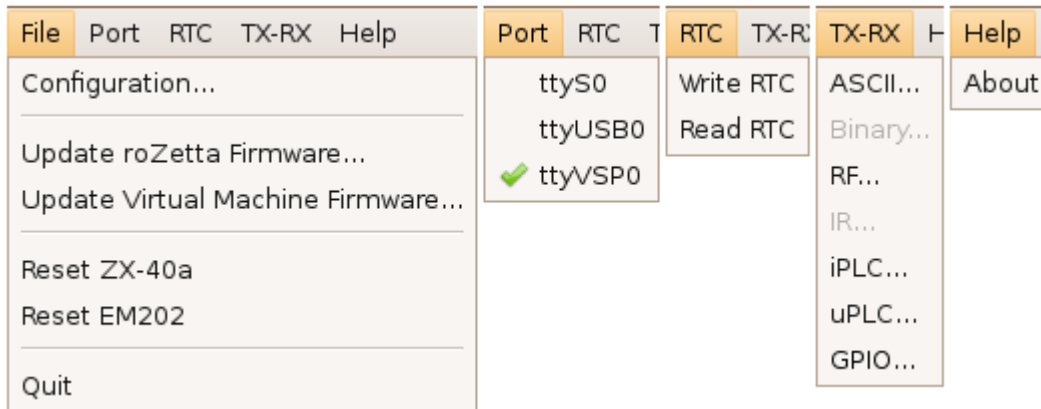 File Port RTC TX-RX Help
Configuration...
Update roZetta Firmware...
Update Virtual Machine Firmware...
Reset ZX-40a
Reset EM202
Quit
Port RTC
ttyS0
ttyUSB0
ttyVSP0
RTC TX-R
Write RTC
Read RTC
TX-RX
ASCII...
Binary...
RF...
IR...
iPLC...
uPLC...
GPIO...
Help
About